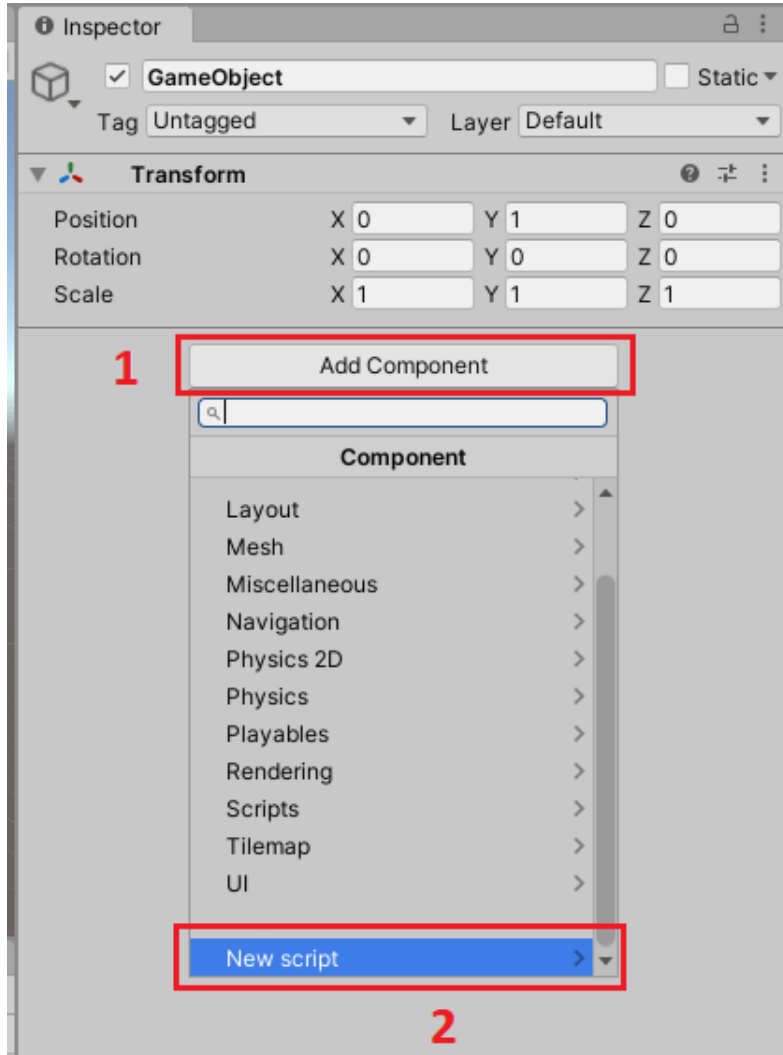 Inspector
GameObject Static
Tag Untagged Layer Default
Transform
Position X 0 Y 1 Z 0
Rotation X 0 Y 0 Z 0
Scale X 1 Y 1 Z 1
1 Add Component
Component
Layout
Mesh
Miscellaneous
Navigation
Physics 2D
Physics
Playables
Rendering
Scripts
Tilemap
UI
New script
2